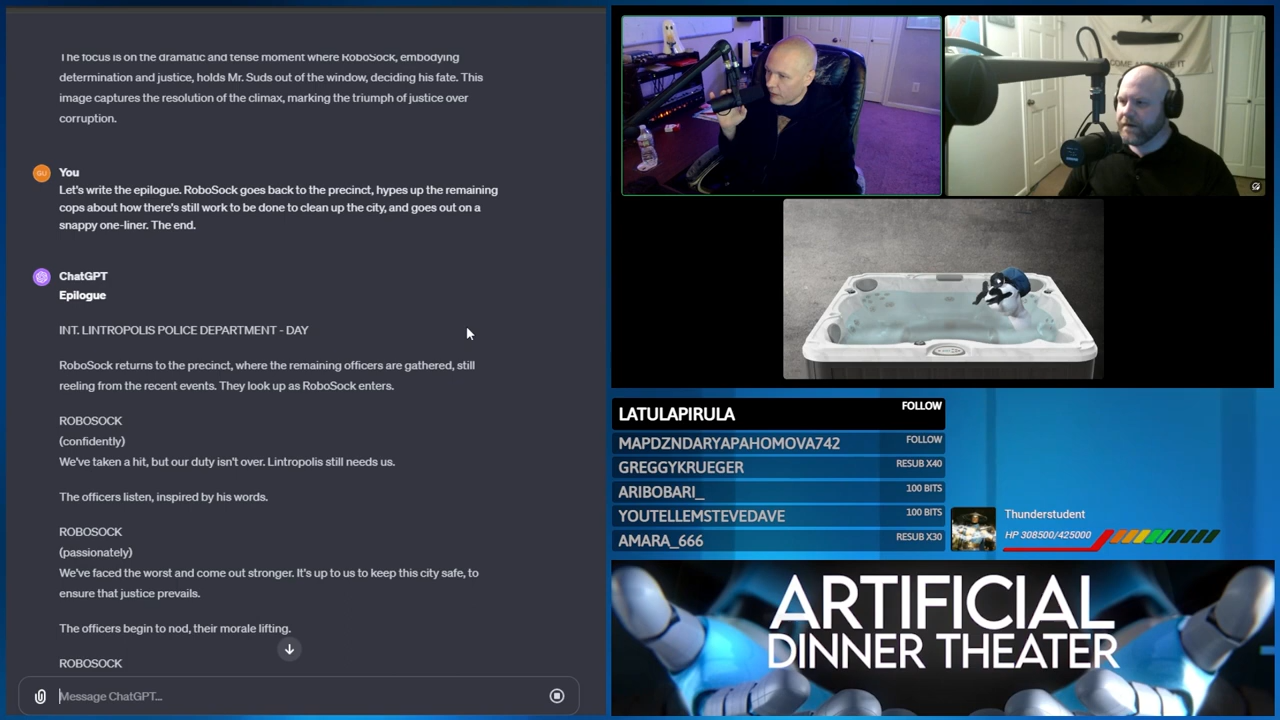 The focus is on the dramatic and tense moment where RoboSock, embodying
determination and justice, holds Mr. Suds out of the window, deciding his fate. This
image captures the resolution of the climax, marking the triumph of justice over
corruption.
GU
You
Let's write the epilogue. RoboSock goes back to the precinct, hypes up the remaining
cops about how there's still work to be done to clean up the city, and goes out on a
snappy one-liner. The end.
ChatGPT
Epilogue
INT. LINTROPOLIS POLICE DEPARTMENT - DAY
RoboSock returns to the precinct, where the remaining officers are gathered, still
reeling from the recent events. They look up as RoboSock enters.
ROBOSOCK
(confidently)
We've taken a hit, but our duty isn't over. Lintropolis still needs us.
The officers listen, inspired by his words.
ROBOSOCK
(passionately)
We've faced the worst and come out stronger. It's up to us to keep this city safe, to
ensure that justice prevails.
The officers begin to nod, their morale lifting.
ROBOSOCK
Message ChatGPT...
COME AND TAKE IT
LATULAPIRULA FOLLOW
MAPDZNDARYAPAHOMOVA742 FOLLOW
GREGGYKRUEGER RESUB X40
ARIBOBARI_ 100 BITS
YOUTELLEMSTEVEDAVE 100 BITS
AMARA_666 RESUB X30
Thunderstudent
HP 308500/425000
ARTIFICIAL
DINNER THEATER